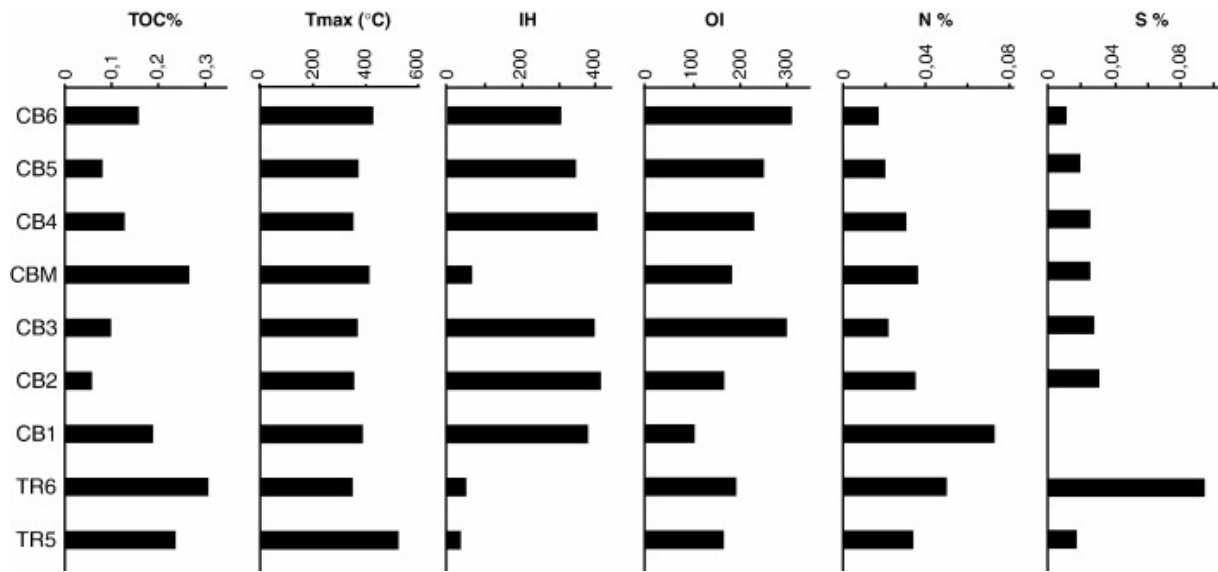 TOC% Tmax (°C) IH OI N % S %
0 0,1 0,2 0,3 0 200 400 600 0 200 400 0 100 200 300 0 0,04 0,08 0 0,04 0,08
CB6
CB5
CB4
CBM
CB3
CB2
CB1
TR6
TR5